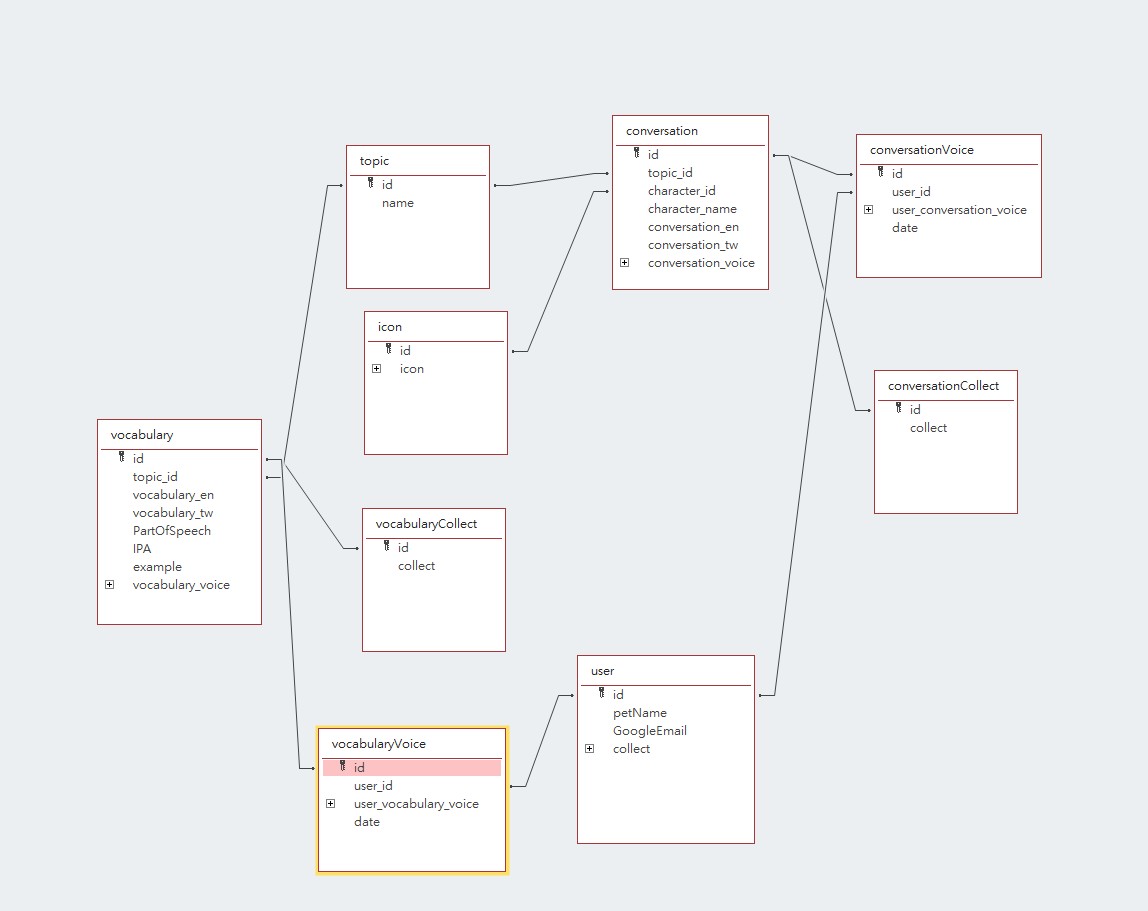 topic
id
name
conversation
id
topic_id
character_id
character_name
conversation_en
conversation_tw
conversation_voice
conversationVoice
id
user_id
user_conversation_voice
date
icon
id
icon
conversationCollect
id
collect
vocabulary
id
topic_id
vocabulary_en
vocabulary_tw
PartOfSpeech
IPA
example
vocabulary_voice
vocabularyCollect
id
collect
user
id
petName
GoogleEmail
collect
vocabularyVoice
id
user_id
user_vocabulary_voice
date